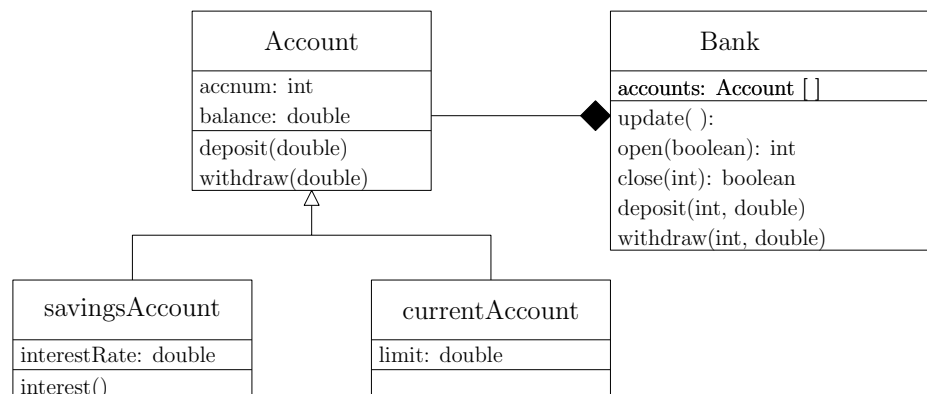 Account
accnum: int
balance: double
deposit(double)
withdraw(double)
Bank
accounts: Account [ ]
update( ):
open(boolean): int
close(int): boolean
deposit(int, double)
withdraw(int, double)
savingsAccount
interestRate: double
interest()
currentAccount
limit: double